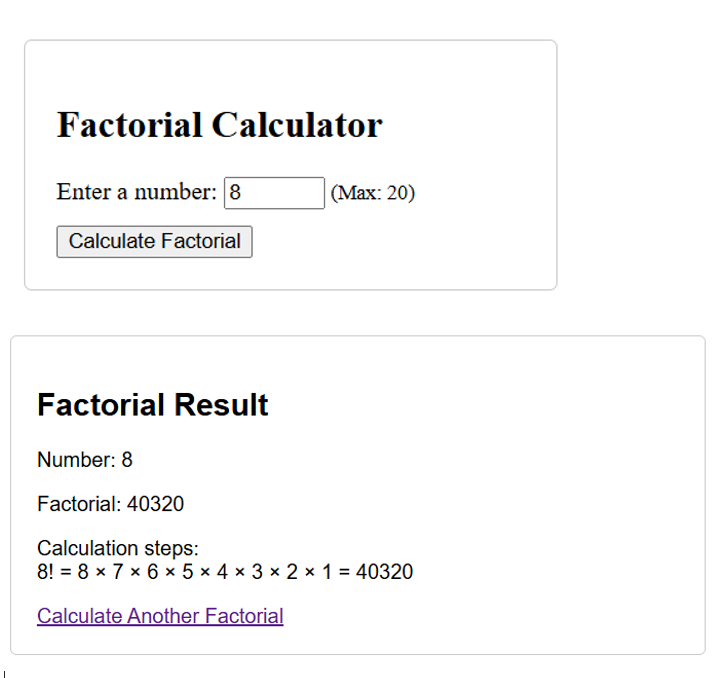 Factorial Calculator
Enter a number: 8 (Max: 20)
Calculate Factorial
Factorial Result
Number: 8
Factorial: 40320
Calculation steps:
8! = 8 × 7 × 6 × 5 × 4 × 3 × 2 × 1 = 40320
Calculate Another Factorial